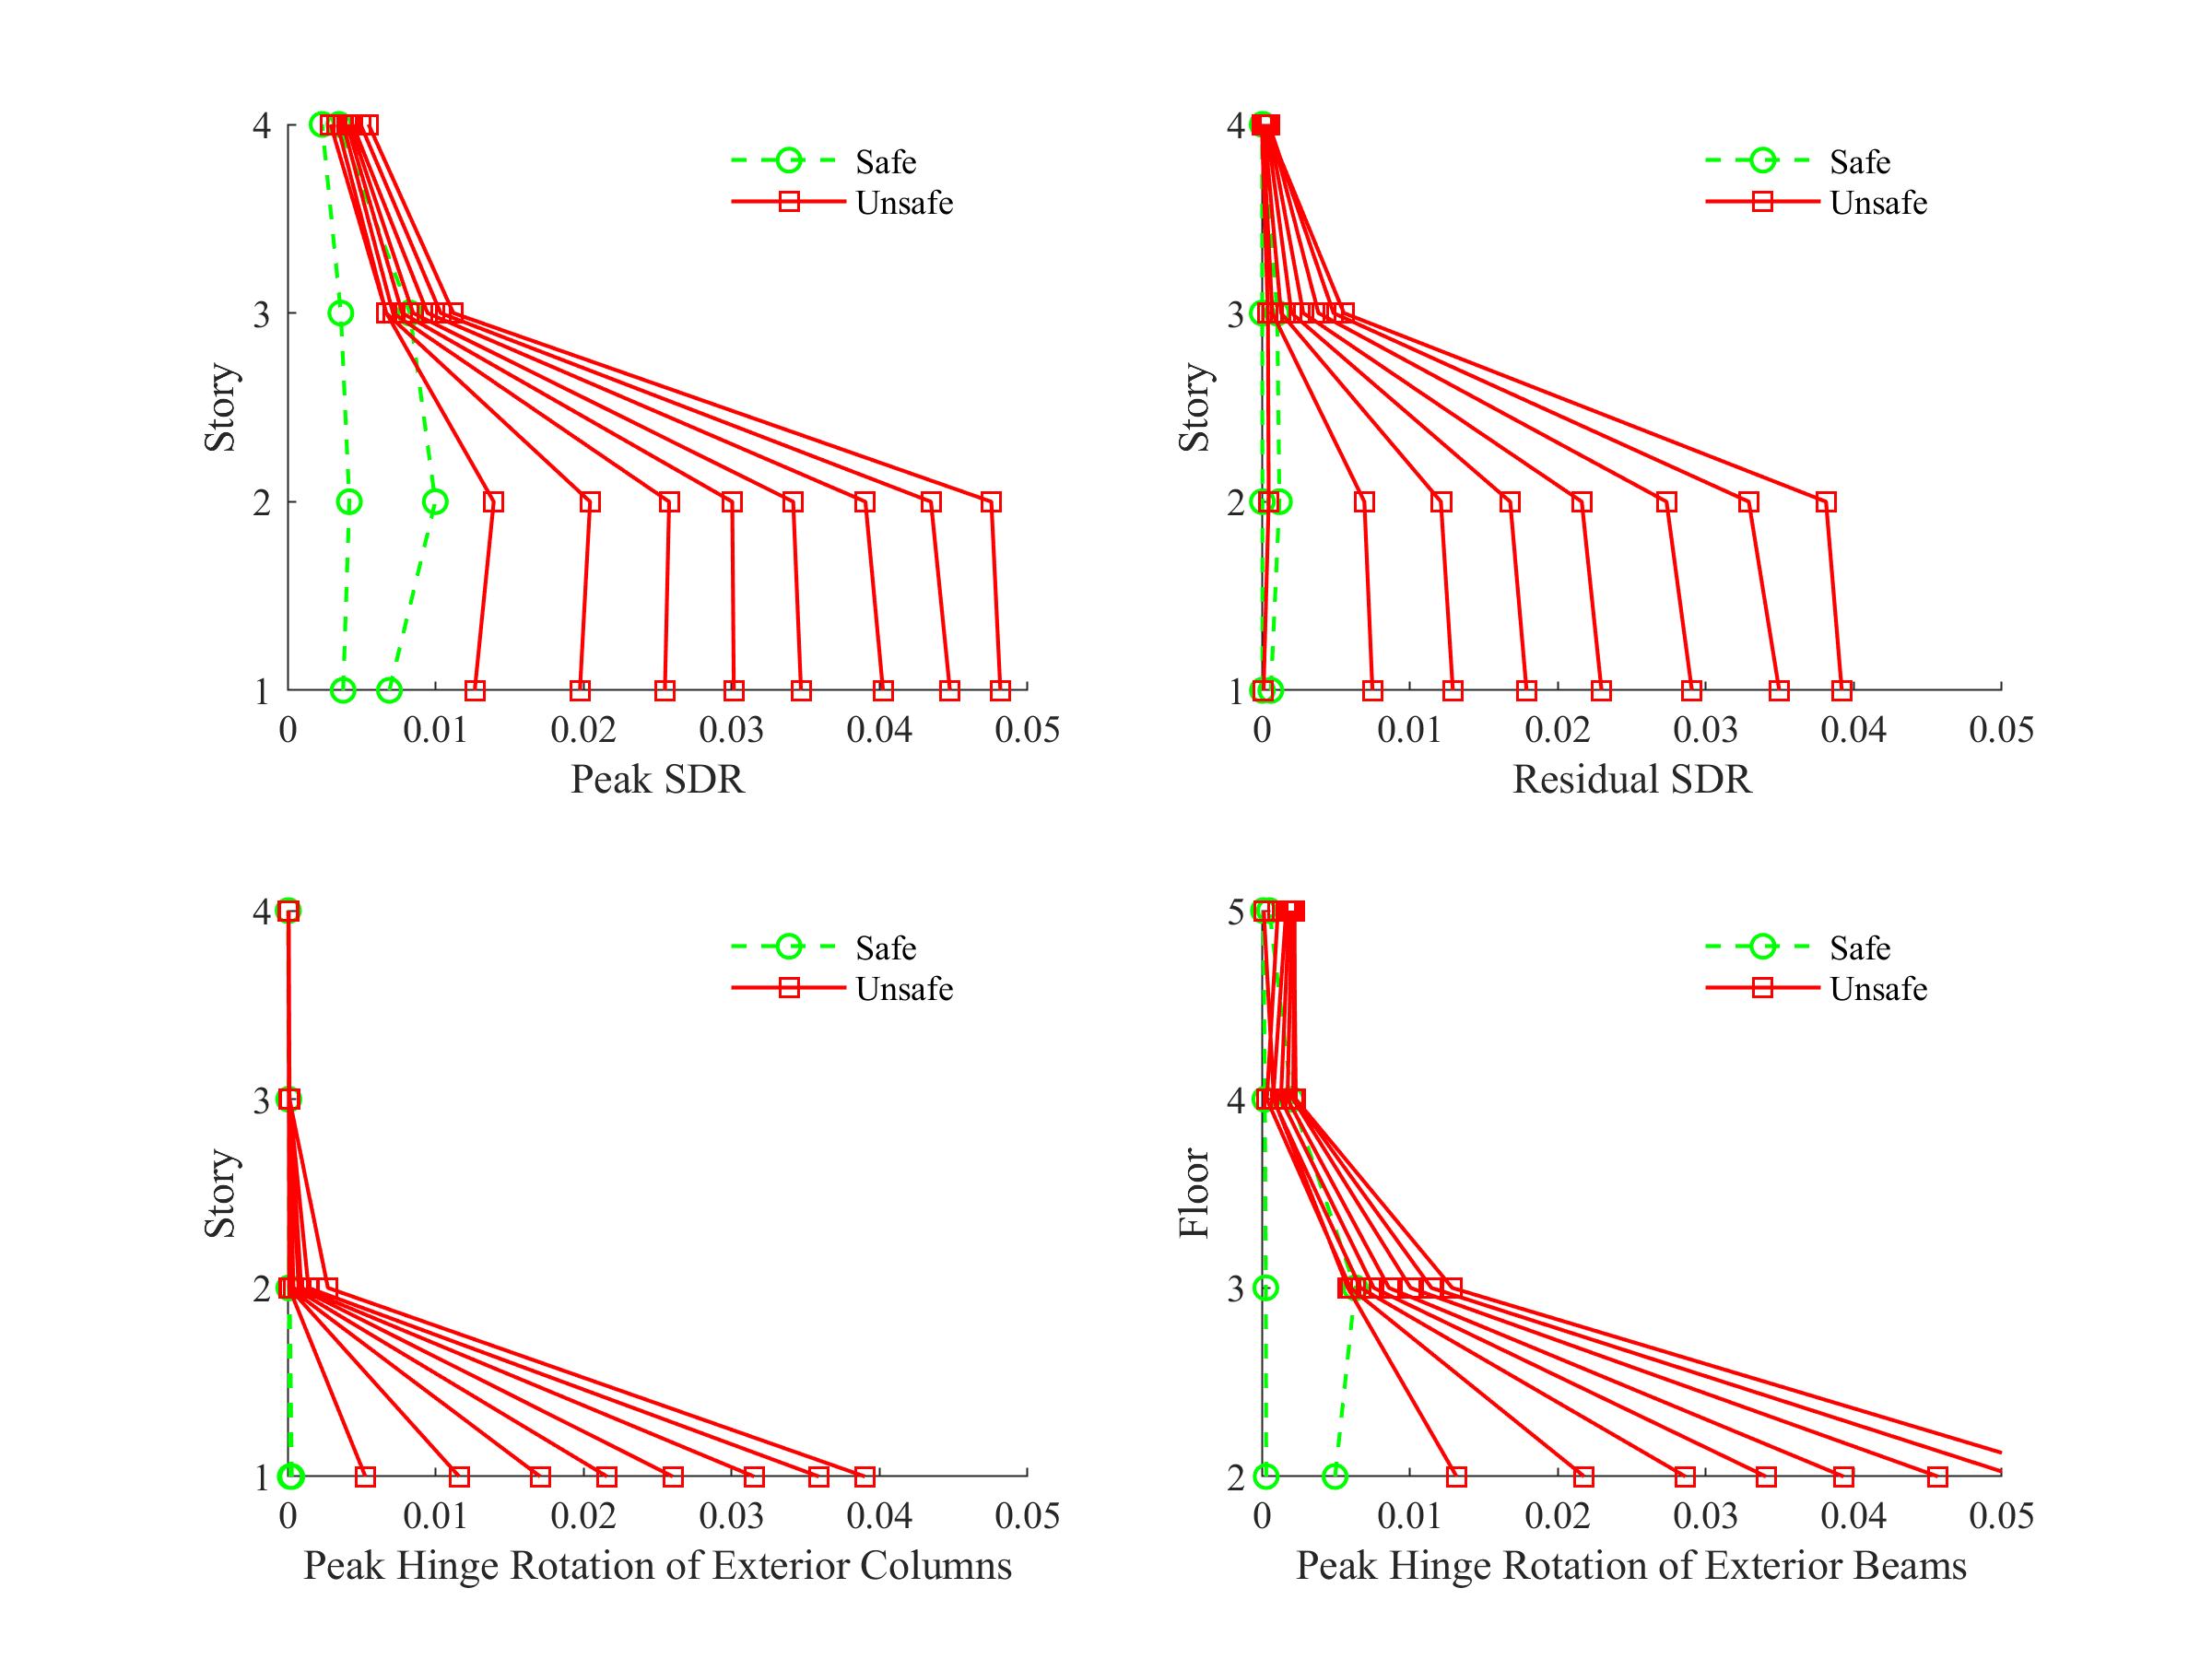 4
3
2
1
Story
0 0.01 0.02 0.03 0.04 0.05
Peak SDR
Safe
Unsafe
4
3
2
1
Story
0 0.01 0.02 0.03 0.04 0.05
Residual SDR
Safe
Unsafe
4
3
2
1
Story
0 0.01 0.02 0.03 0.04 0.05
Peak Hinge Rotation of Exterior Columns
Safe
Unsafe
5
4
3
2
Floor
0 0.01 0.02 0.03 0.04 0.05
Peak Hinge Rotation of Exterior Beams
Safe
Unsafe